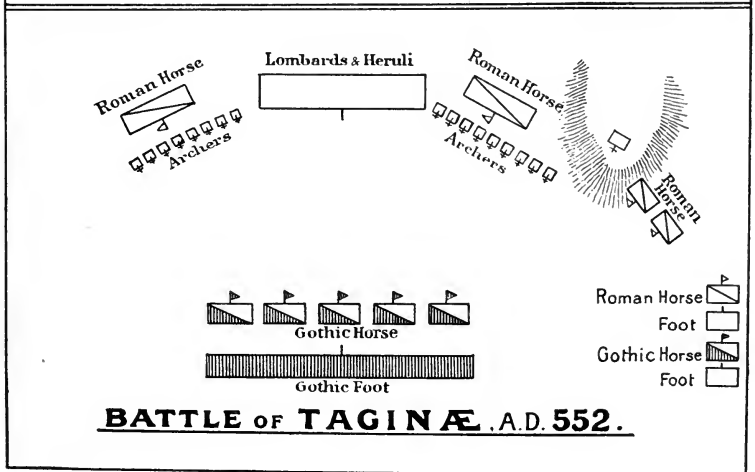 Lombards & Heruli
Roman Horse
Roman Horse
Archers
Archers
Roman
Horse
Gothic Horse
Gothic Foot
Roman Horse
Foot
Gothic Horse
Foot
BATTLE OF TAGINÆ, A.D. 552.